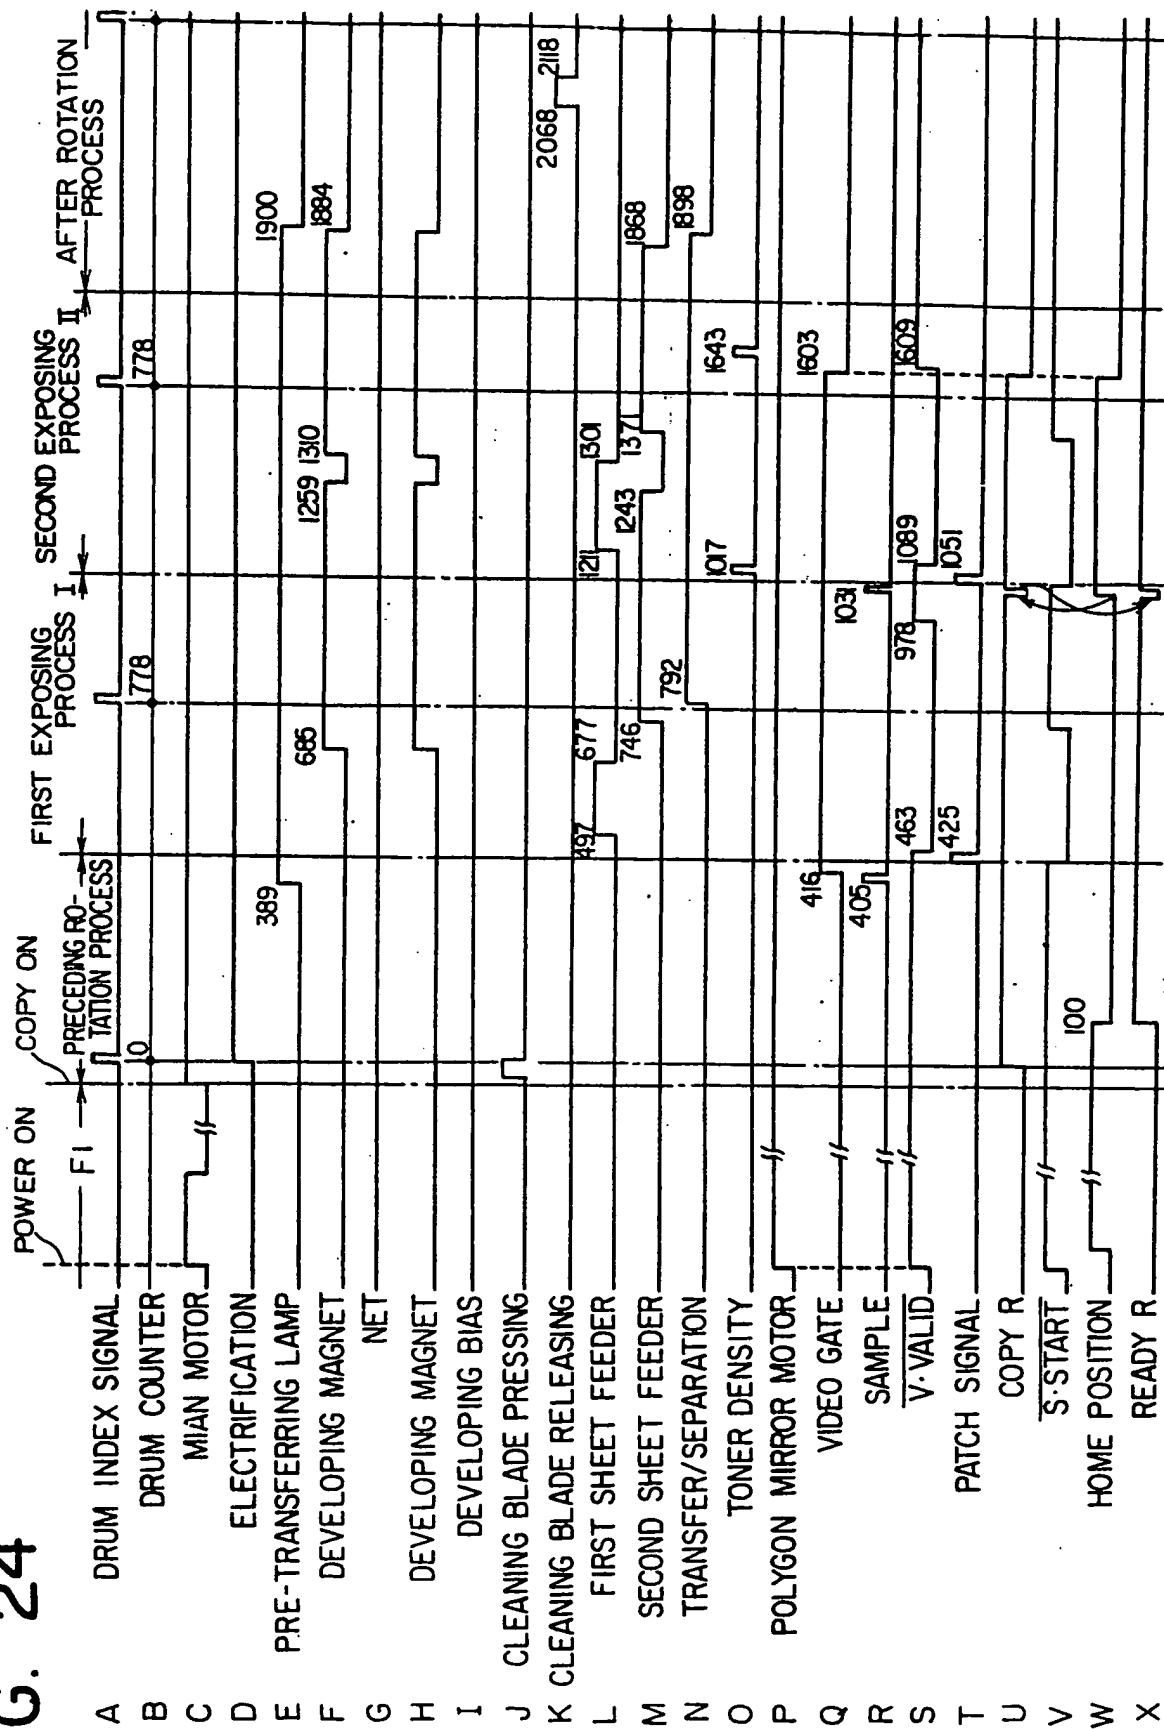 G. 24
POWER ON
COPY ON
F1
PRECEDING RO-
TATION PROCESS
FIRST EXPOSING
PROCESS I
SECOND EXPOSING
PROCESS II
AFTER ROTATION
PROCESS
A DRUM INDEX SIGNAL
B DRUM COUNTER 10 778 778
C MIAN MOTOR
D ELECTRIFICATION
E PRE-TRANSFERRING LAMP 389 1900
F DEVELOPING MAGNET 685 1259 1310 1884
G NET
H DEVELOPING MAGNET
I DEVELOPING BIAS
J CLEANING BLADE PRESSING
K CLEANING BLADE RELEASING 2068 2118
L FIRST SHEET FEEDER 497 677 1211 1301
M SECOND SHEET FEEDER 746 1243 1371 1868
N TRANSFER/SEPARATION 792 1898
O TONER DENSITY 1017 1643
P POLYGON MIRROR MOTOR
Q VIDEO GATE 416 1603
R SAMPLE 405 1031
S V·VALID 463 978 1089 1609
T PATCH SIGNAL 425 1051
U COPY R
V S·START
W HOME POSITION 100
X READY R